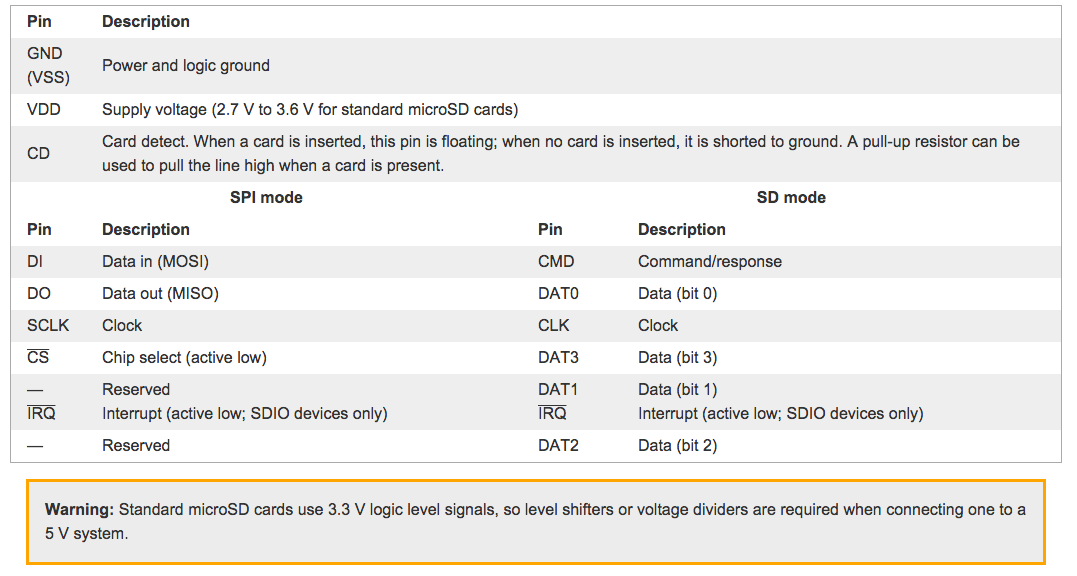 Pin Description
GND
(VSS) Power and logic ground
VDD Supply voltage (2.7 V to 3.6 V for standard microSD cards)
CD Card detect. When a card is inserted, this pin is floating; when no card is inserted, it is shorted to ground. A pull-up resistor can be
used to pull the line high when a card is present.
SPI mode SD mode
Pin Description Pin Description
DI Data in (MOSI) CMD Command/response
DO Data out (MISO) DAT0 Data (bit 0)
SCLK Clock CLK Clock
C̅S̅ Chip select (active low) DAT3 Data (bit 3)
— Reserved DAT1 Data (bit 1)
I̅R̅Q̅ Interrupt (active low; SDIO devices only) I̅R̅Q̅ Interrupt (active low; SDIO devices only)
— Reserved DAT2 Data (bit 2)
Warning: Standard microSD cards use 3.3 V logic level signals, so level shifters or voltage dividers are required when connecting one to a
5 V system.